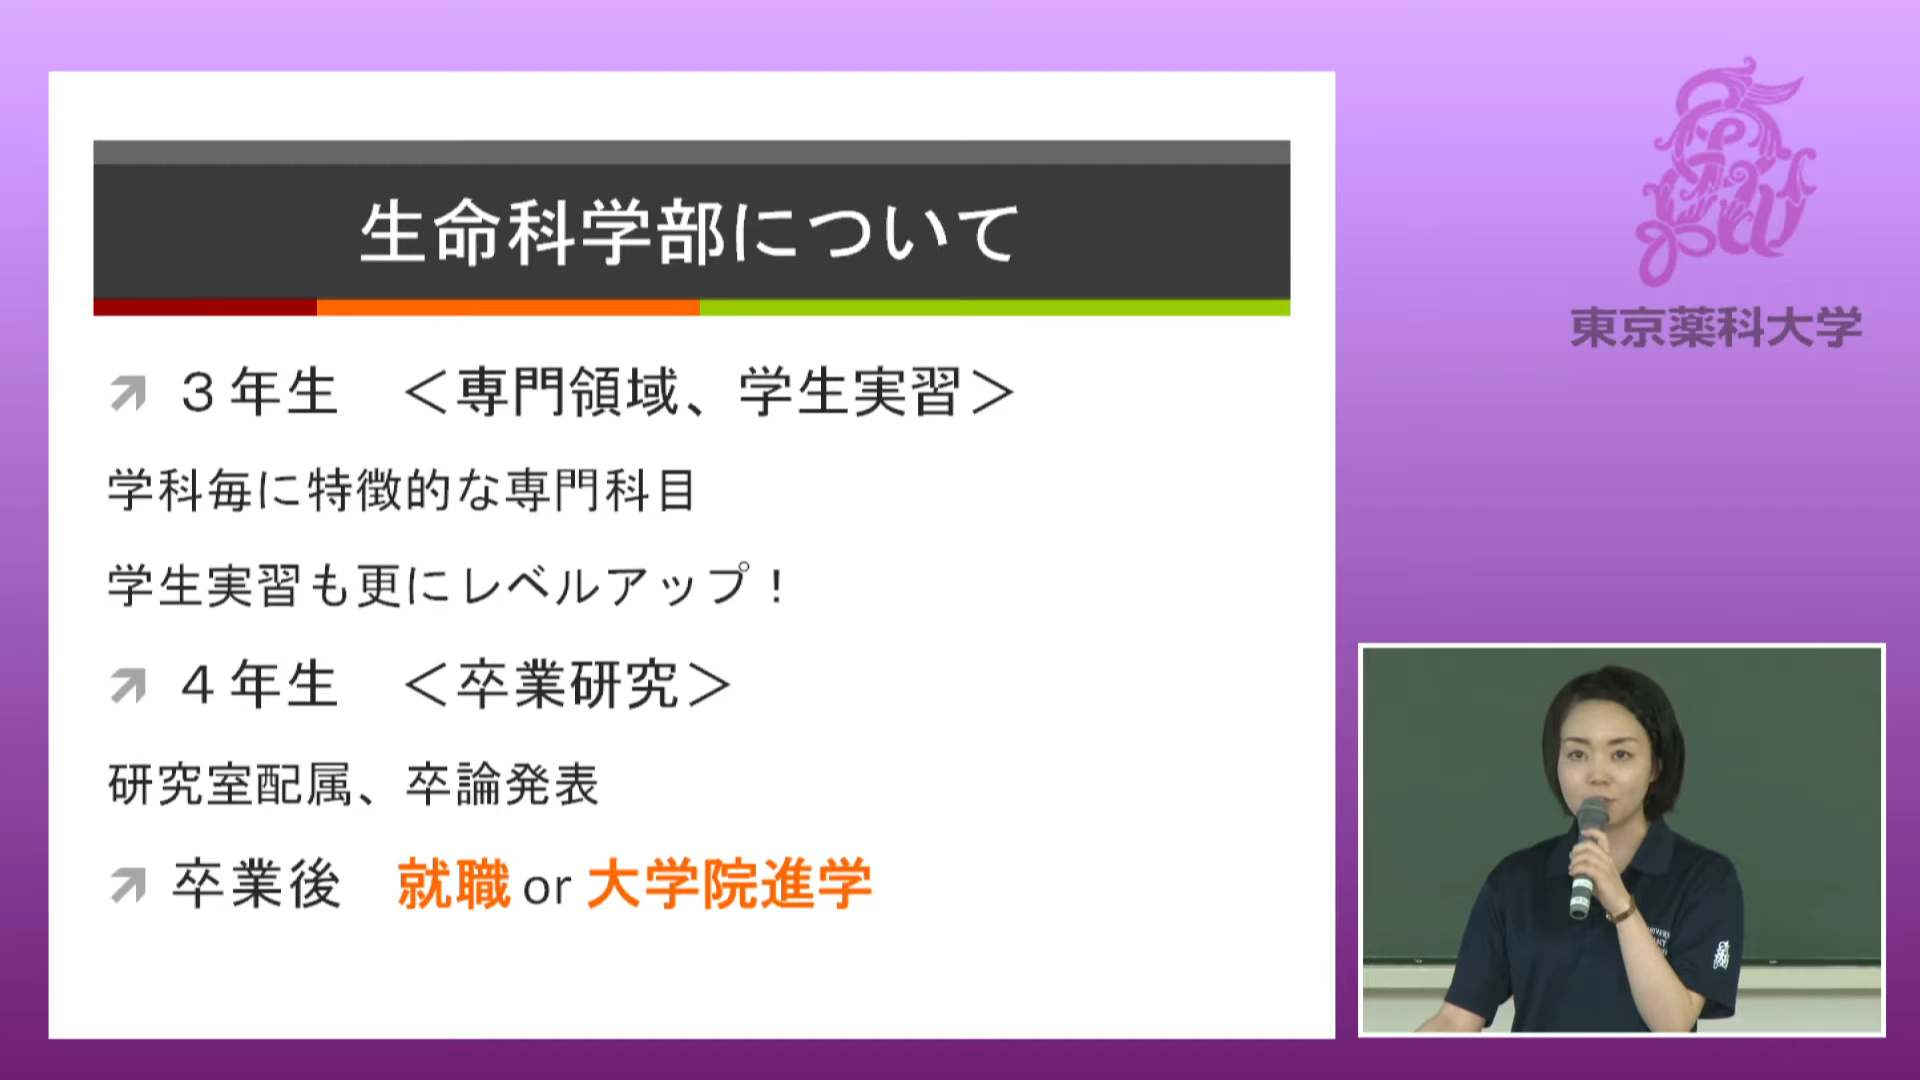 生命科学部について
３年生　＜専門領域、学生実習＞
学科毎に特徴的な専門科目
学生実習も更にレベルアップ！
４年生　＜卒業研究＞
研究室配属、卒論発表
卒業後　就職 or 大学院進学
東京薬科大学